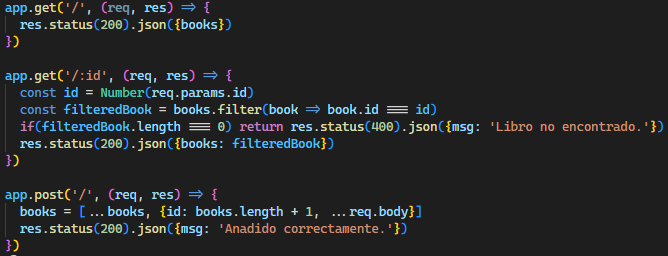 app.get('/', (req, res) => {
  res.status(200).json({books})
})

app.get('/:id', (req, res) => {
  const id = Number(req.params.id)
  const filteredBook = books.filter(book => book.id === id)
  if(filteredBook.length === 0) return res.status(400).json({msg: 'Libro no encontrado.'})
  res.status(200).json({books: filteredBook})
})

app.post('/', (req, res) => {
  books = [...books, {id: books.length + 1, ...req.body}]
  res.status(200).json({msg: 'Anadido correctamente.'})
})